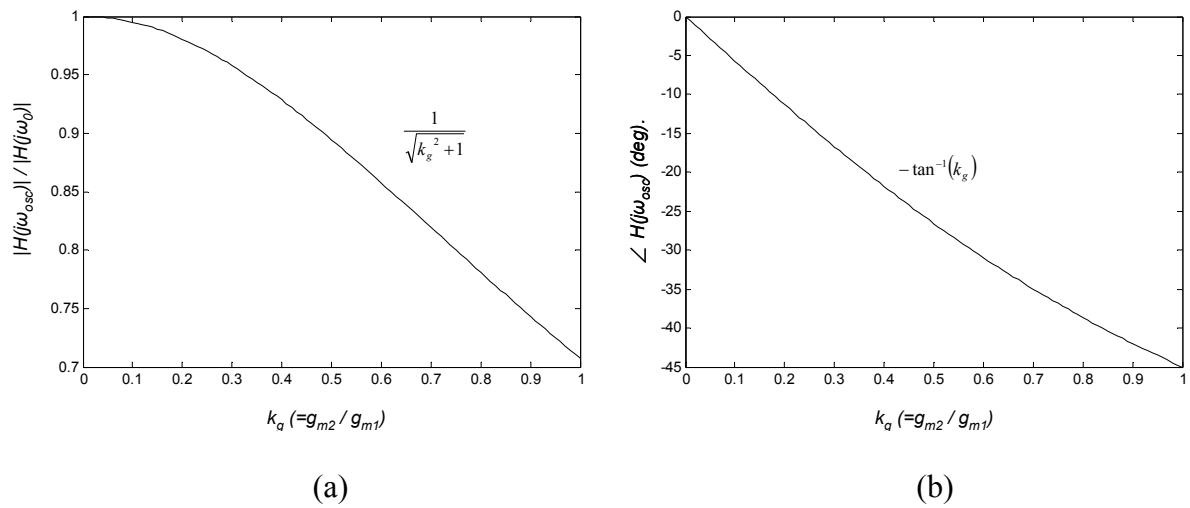 1
0.95
0.9
0.85
0.8
0.75
0.7
|H(jω_osc)| / |H(jω_0)|
1 / √(k_g² + 1)
0 0.1 0.2 0.3 0.4 0.5 0.6 0.7 0.8 0.9 1
k_g (=g_m2 / g_m1)
(a)
0
-5
-10
-15
-20
-25
-30
-35
-40
-45
∠ H(jω_osc) (deg).
− tan⁻¹(k_g)
0 0.1 0.2 0.3 0.4 0.5 0.6 0.7 0.8 0.9 1
k_g (=g_m2 / g_m1)
(b)